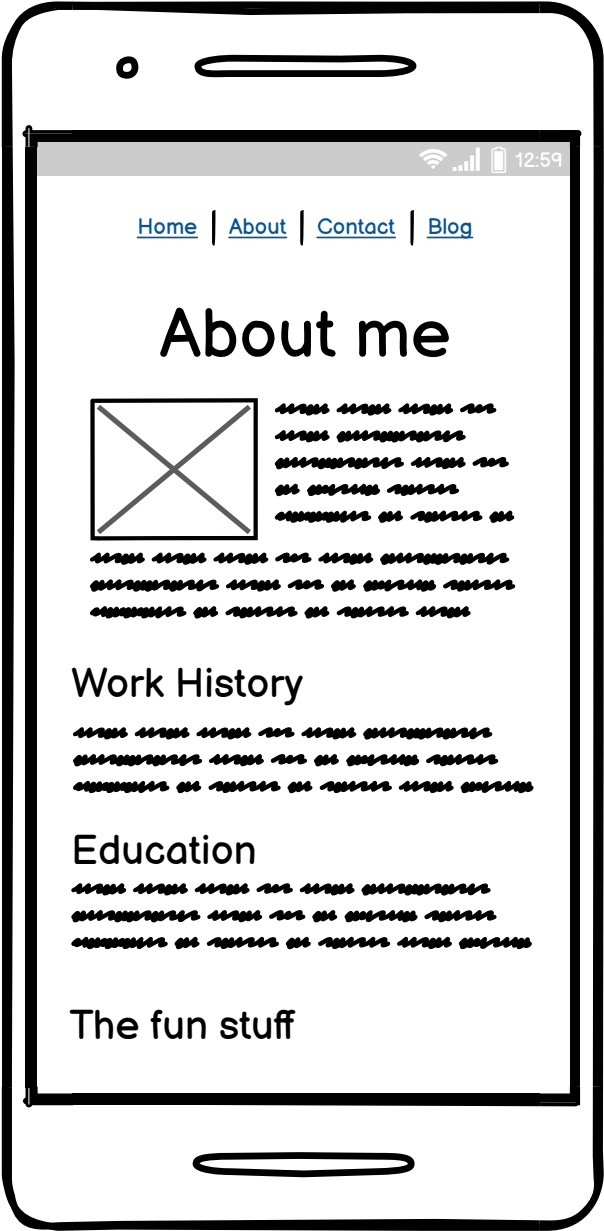 12:59
Home | About | Contact | Blog
About me
Work History
Education
The fun stuff